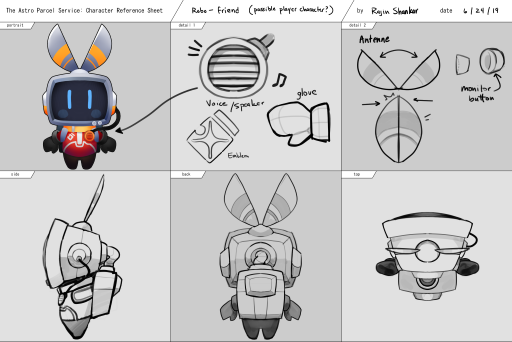 The Astro Parcel Service: Character Reference Sheet
Robo-friend (possible player character?)
by Rajin Shankar
date 6/24/19
portrait
detail 1
detail 2
Voice/speaker
glove
Emblem
Antenne
monitor
button
side
back
top